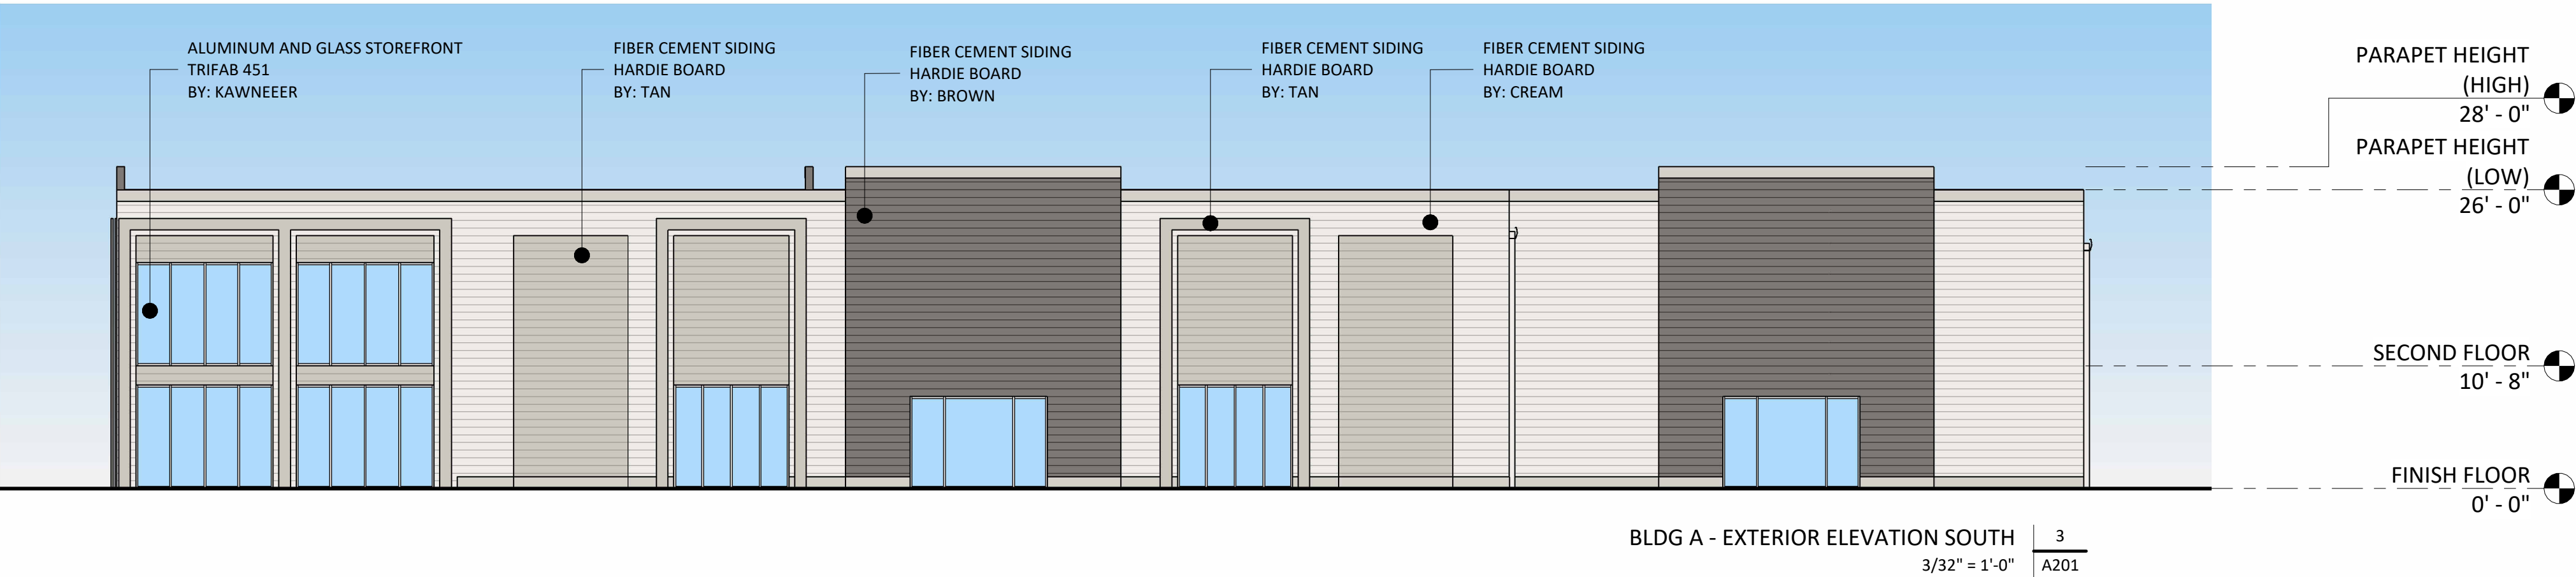 ALUMINUM AND GLASS STOREFRONT
TRIFAB 451
BY: KAWNEEER
FIBER CEMENT SIDING
HARDIE BOARD
BY: TAN
FIBER CEMENT SIDING
HARDIE BOARD
BY: BROWN
FIBER CEMENT SIDING
HARDIE BOARD
BY: TAN
FIBER CEMENT SIDING
HARDIE BOARD
BY: CREAM
PARAPET HEIGHT
(HIGH)
28' - 0"
PARAPET HEIGHT
(LOW)
26' - 0"
SECOND FLOOR
10' - 8"
FINISH FLOOR
0' - 0"
BLDG A - EXTERIOR ELEVATION SOUTH
3/32" = 1'-0"
3
A201